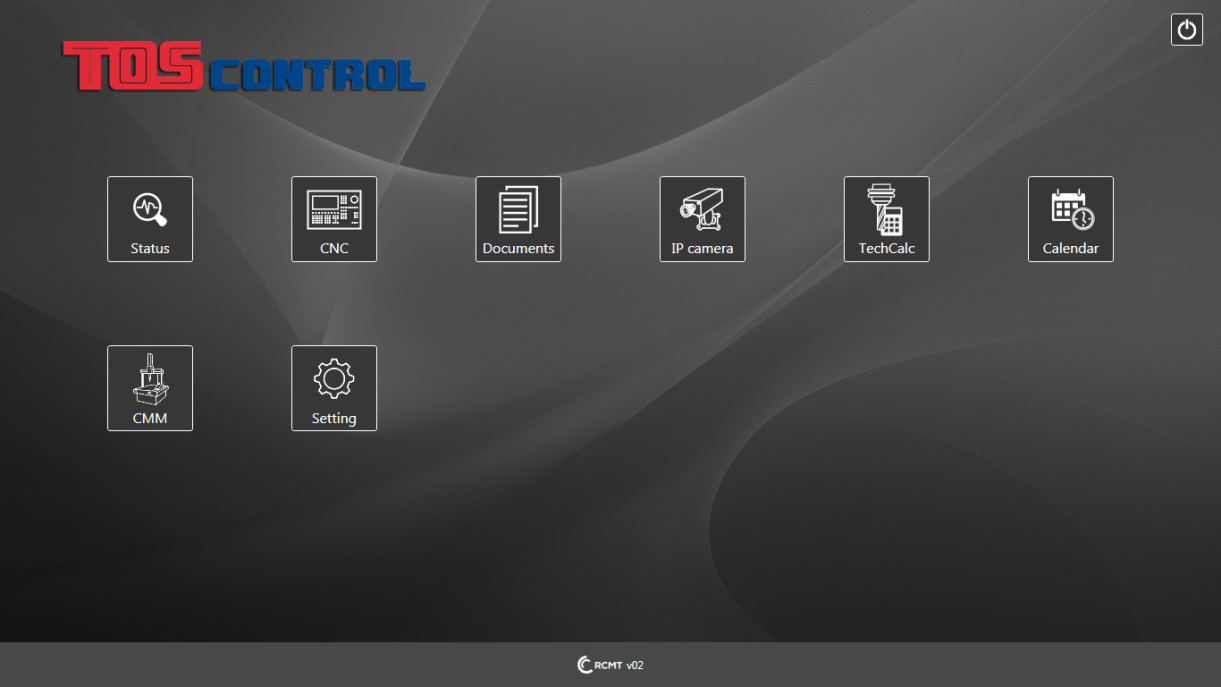 TOS CONTROL
Status
CNC
Documents
IP camera
TechCalc
Calendar
CMM
Setting
RCMT v02